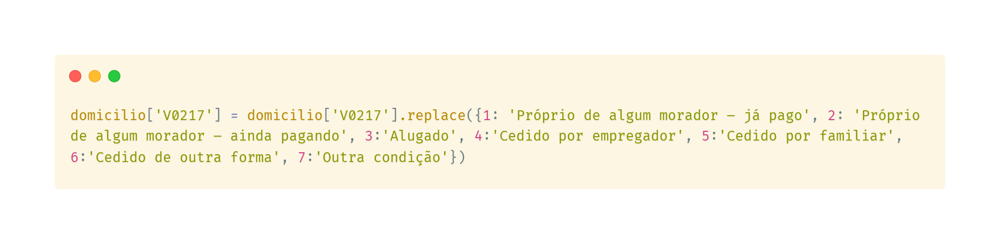 domicilio['V0217'] = domicilio['V0217'].replace({1: 'Próprio de algum morador – já pago', 2: 'Próprio
de algum morador – ainda pagando', 3:'Alugado', 4:'Cedido por empregador', 5:'Cedido por familiar',
6:'Cedido de outra forma', 7:'Outra condição'})